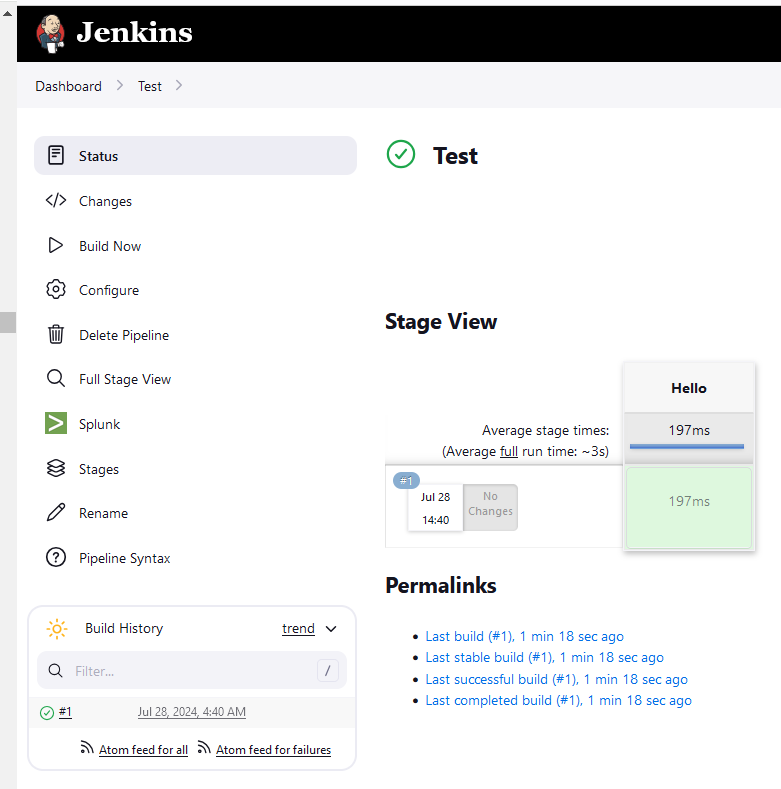 Jenkins
Dashboard > Test >
Status
Changes
Build Now
Configure
Delete Pipeline
Full Stage View
Splunk
Stages
Rename
Pipeline Syntax
Build History trend
Filter... /
#1 Jul 28, 2024, 4:40 AM
Atom feed for all Atom feed for failures
Test
Stage View
Hello
Average stage times: 197ms
(Average full run time: ~3s)
#1
Jul 28
14:40
No
Changes
197ms
Permalinks
Last build (#1), 1 min 18 sec ago
Last stable build (#1), 1 min 18 sec ago
Last successful build (#1), 1 min 18 sec ago
Last completed build (#1), 1 min 18 sec ago